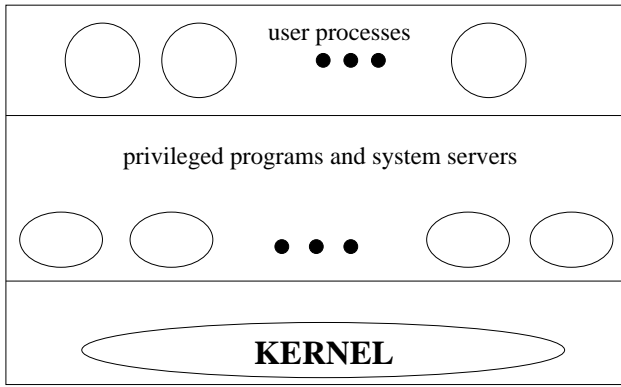 user processes
privileged programs and system servers
KERNEL